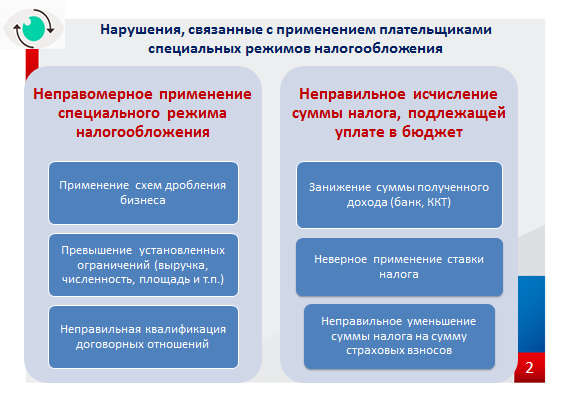 Нарушения, связанные с применением плательщиками
специальных режимов налогообложения
Неправомерное применение
специального режима
налогообложения
Применение схем дробления
бизнеса
Превышение установленных
ограничений (выручка,
численность, площадь и т.п.)
Неправильная квалификация
договорных отношений
Неправильное исчисление
суммы налога, подлежащей
уплате в бюджет
Занижение суммы полученного
дохода (банк, ККТ)
Неверное применение ставки
налога
Неправильное уменьшение
суммы налога на сумму
страховых взносов
2